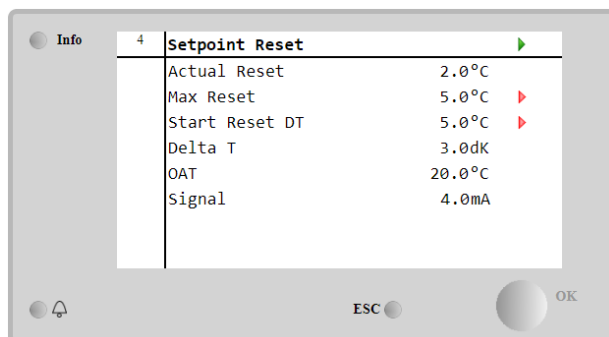 Info
4 Setpoint Reset
Actual Reset 2.0°C
Max Reset 5.0°C
Start Reset DT 5.0°C
Delta T 3.0dK
OAT 20.0°C
Signal 4.0mA
ESC
OK